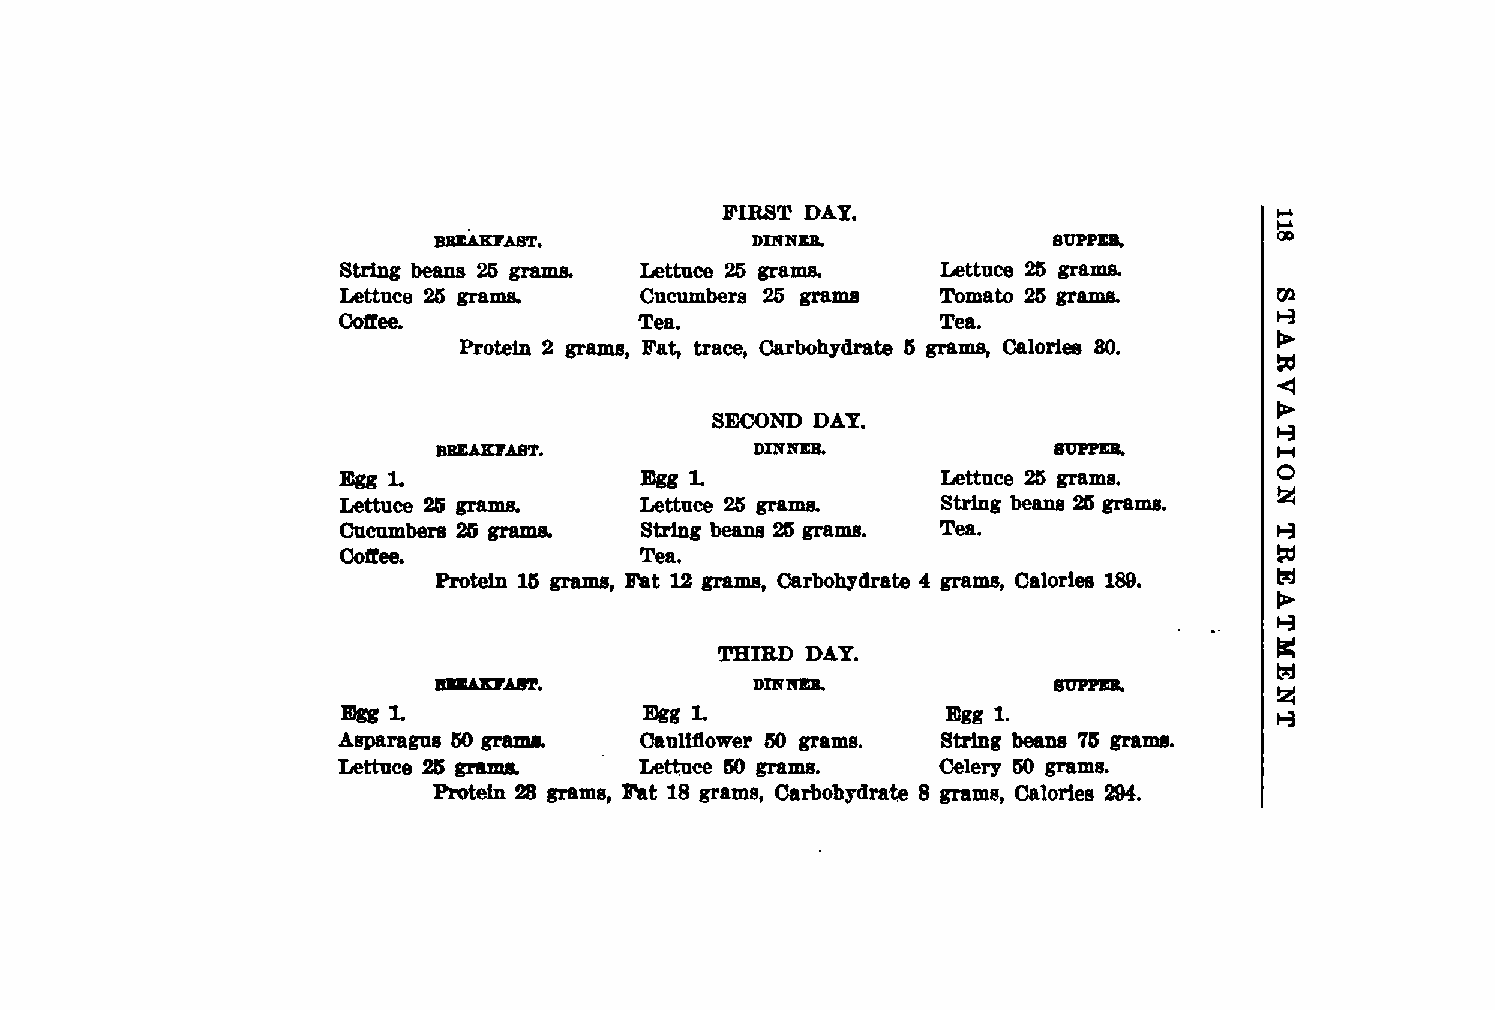 FIRST DAY.
BREAKFAST. DINNER. SUPPER.
String beans 25 grams. Lettuce 25 grams. Lettuce 25 grams.
Lettuce 25 grams. Cucumbers 25 grams Tomato 25 grams.
Coffee. Tea. Tea.
Protein 2 grams, Fat, trace, Carbohydrate 5 grams, Calories 30.
SECOND DAY.
BREAKFAST. DINNER. SUPPER.
Egg 1. Egg 1. Lettuce 25 grams.
Lettuce 25 grams. Lettuce 25 grams. String beans 25 grams.
Cucumbers 25 grams. String beans 25 grams. Tea.
Coffee. Tea.
Protein 15 grams, Fat 12 grams, Carbohydrate 4 grams, Calories 189.
THIRD DAY.
BREAKFAST. DINNER. SUPPER.
Egg 1. Egg 1. Egg 1.
Asparagus 50 grams. Cauliflower 50 grams. String beans 75 grams.
Lettuce 25 grams. Lettuce 50 grams. Celery 50 grams.
Protein 23 grams, Fat 18 grams, Carbohydrate 8 grams, Calories 294.
118 STARVATION TREATMENT